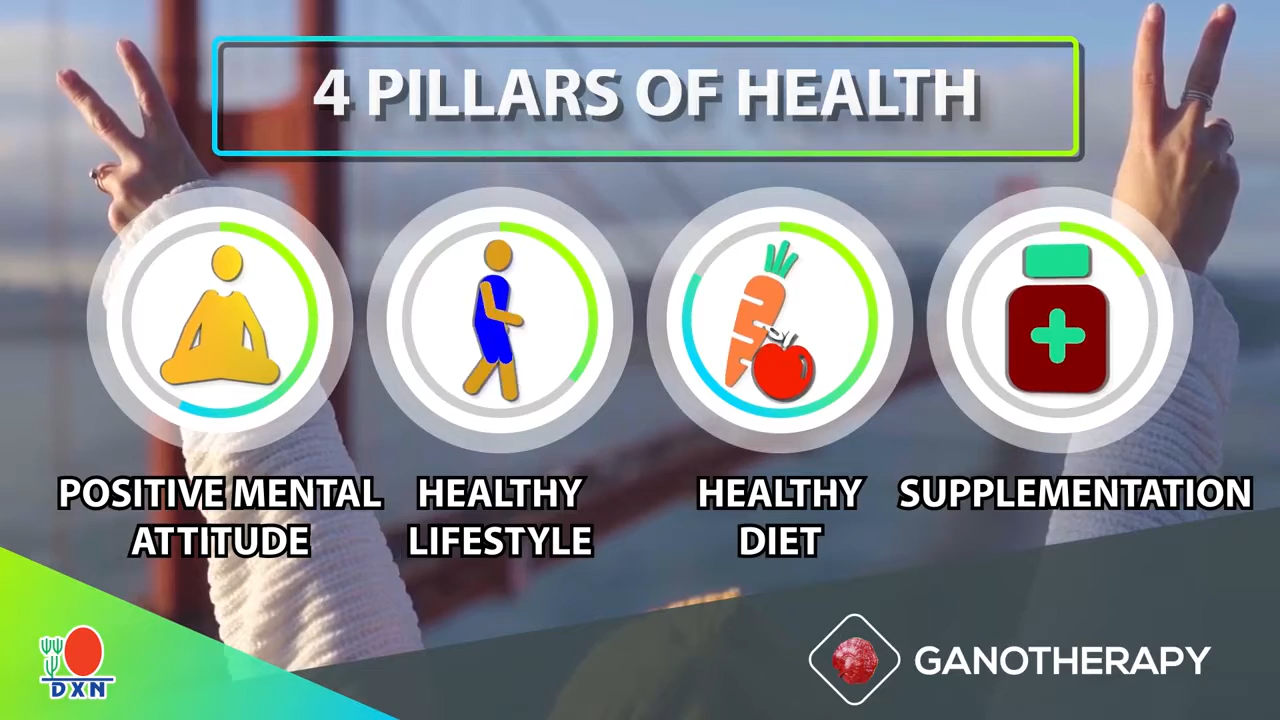 4 PILLARS OF HEALTH
POSITIVE MENTAL
ATTITUDE
HEALTHY
LIFESTYLE
HEALTHY
DIET
SUPPLEMENTATION
DXN
GANOTHERAPY